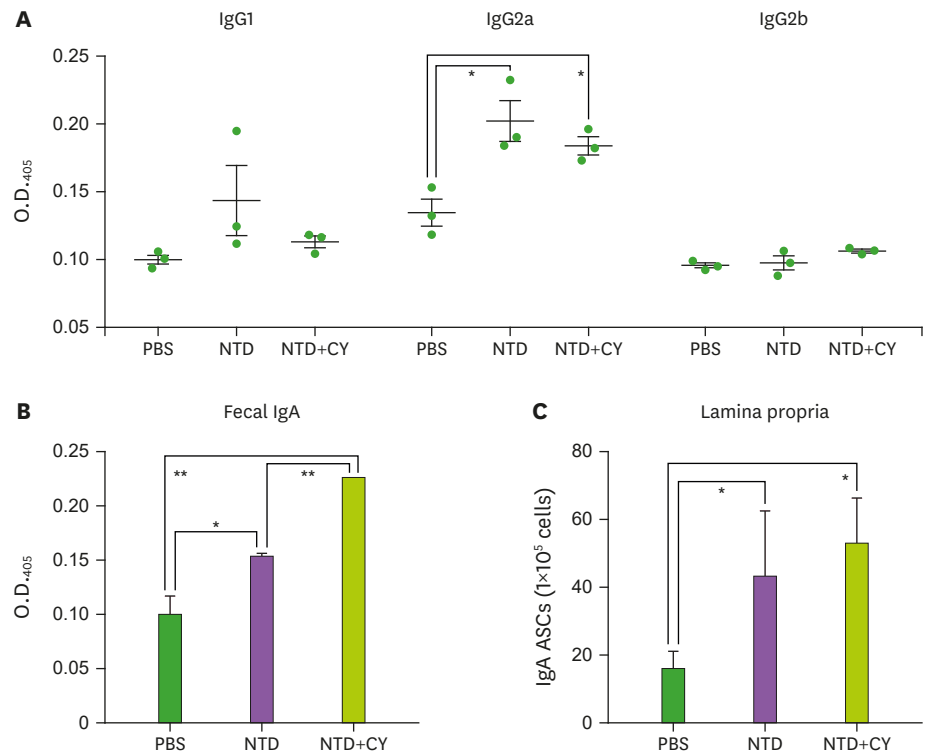 A
IgG1 IgG2a IgG2b
0.25
0.20
0.15
0.10
0.05
O.D.405
* *
PBS NTD NTD+CY PBS NTD NTD+CY PBS NTD NTD+CY
B
Fecal IgA
0.25
0.20
0.15
0.10
0.05
0
O.D.405
** **
*
PBS NTD NTD+CY
C
Lamina propria
80
60
40
20
0
IgA ASCs (1×10⁵ cells)
* *
PBS NTD NTD+CY